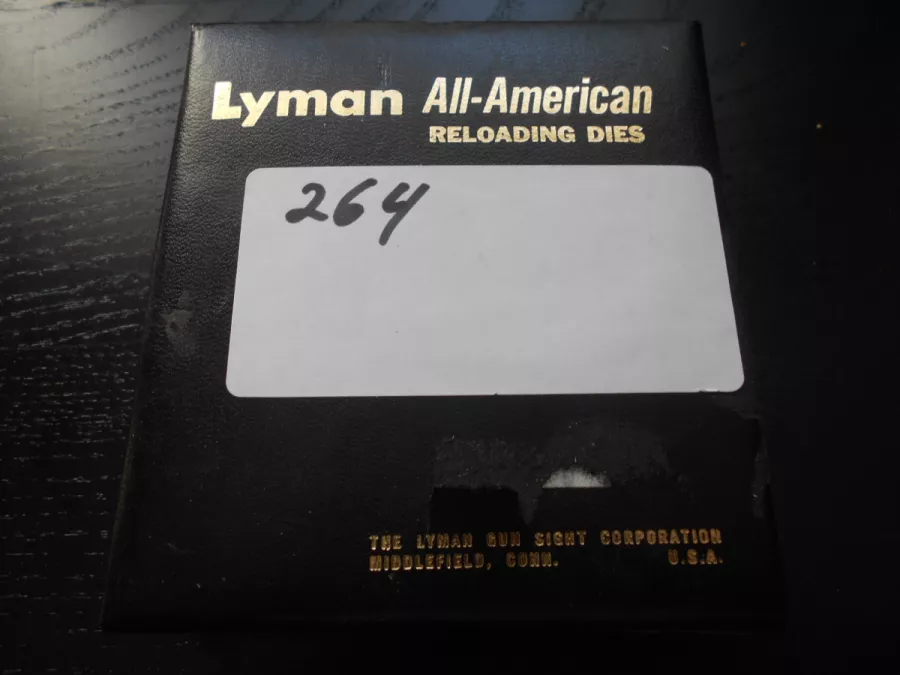 Lyman All-American
RELOADING DIES
264
THE LYMAN GUN SIGHT CORPORATION
MIDDLEFIELD, CONN. U.S.A.